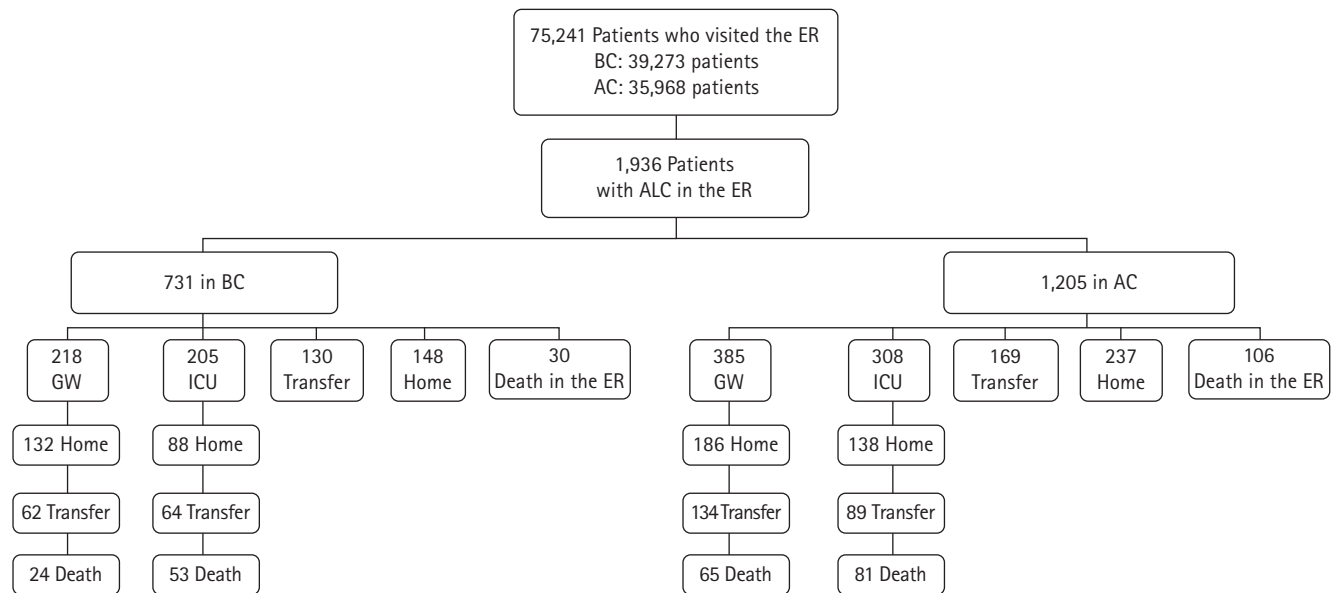 75,241 Patients who visited the ER
BC: 39,273 patients
AC: 35,968 patients
1,936 Patients
with ALC in the ER
731 in BC
1,205 in AC
218
GW
205
ICU
130
Transfer
148
Home
30
Death in the ER
385
GW
308
ICU
169
Transfer
237
Home
106
Death in the ER
132 Home
88 Home
186 Home
138 Home
62 Transfer
64 Transfer
134 Transfer
89 Transfer
24 Death
53 Death
65 Death
81 Death